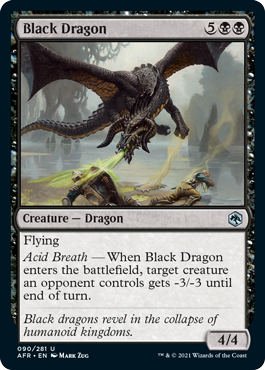 Black Dragon 5
Creature — Dragon
Flying
Acid Breath — When Black Dragon
enters the battlefield, target creature
an opponent controls gets -3/-3 until
end of turn.
Black dragons revel in the collapse of
humanoid kingdoms.
4/4
090/281 U
AFR • EN Mark Zug
™ & © 2021 Wizards of the Coast